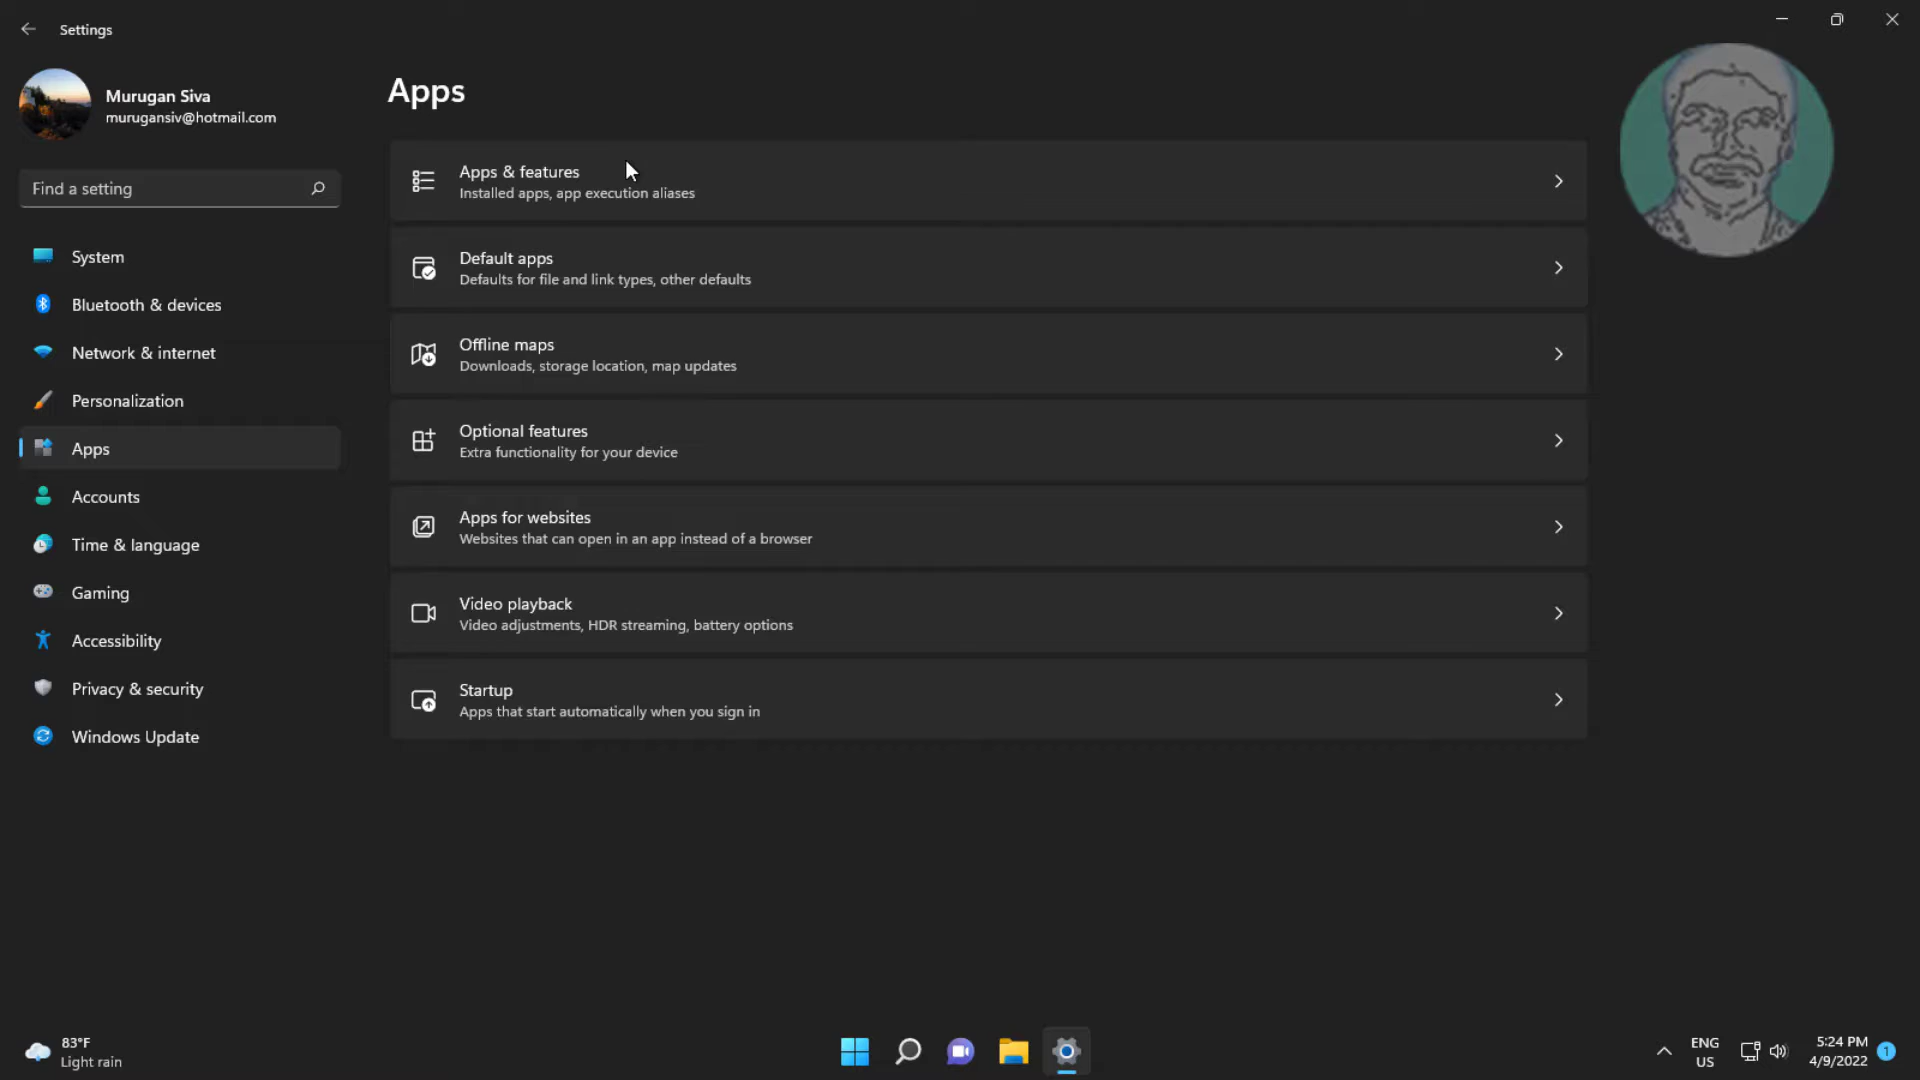 Settings
Murugan Siva
murugansiv@hotmail.com
Find a setting
System
Bluetooth & devices
Network & internet
Personalization
Apps
Accounts
Time & language
Gaming
Accessibility
Privacy & security
Windows Update
Apps
Apps & features
Installed apps, app execution aliases
Default apps
Defaults for file and link types, other defaults
Offline maps
Downloads, storage location, map updates
Optional features
Extra functionality for your device
Apps for websites
Websites that can open in an app instead of a browser
Video playback
Video adjustments, HDR streaming, battery options
Startup
Apps that start automatically when you sign in
83°F
Light rain
ENG
US
5:24 PM
4/9/2022
1